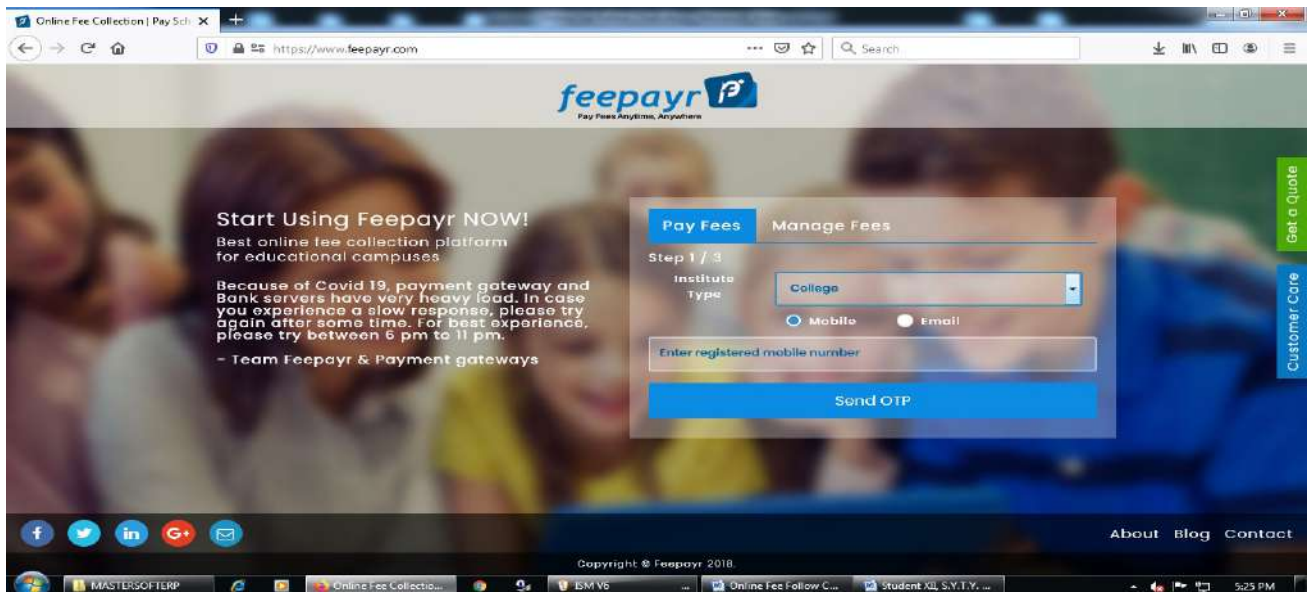 Online Fee Collection | Pay Sch
https://www.feepayr.com
Search
feepayr
Pay Fees Anytime, Anywhere
Get a Quote
Customer Care
Start Using Feepayr NOW!
Best online fee collection platform
for educational campuses
Because of Covid 19, payment gateway and
Bank servers have very heavy load. In case
you experience a slow response, please try
again after some time. For best experience,
please try between 6 pm to 11 pm.
- Team Feepayr & Payment gateways
Pay Fees Manage Fees
Step 1 / 3
Institute
Type
College
Mobile Email
Enter registered mobile number
Send OTP
About Blog Contact
Copyright © Feepayr 2018.
MASTERSOFTERP
Online Fee Collectio...
ISM V6 ...
Online Fee Follow C...
Student XII, S.Y.T.Y. ...
5:25 PM